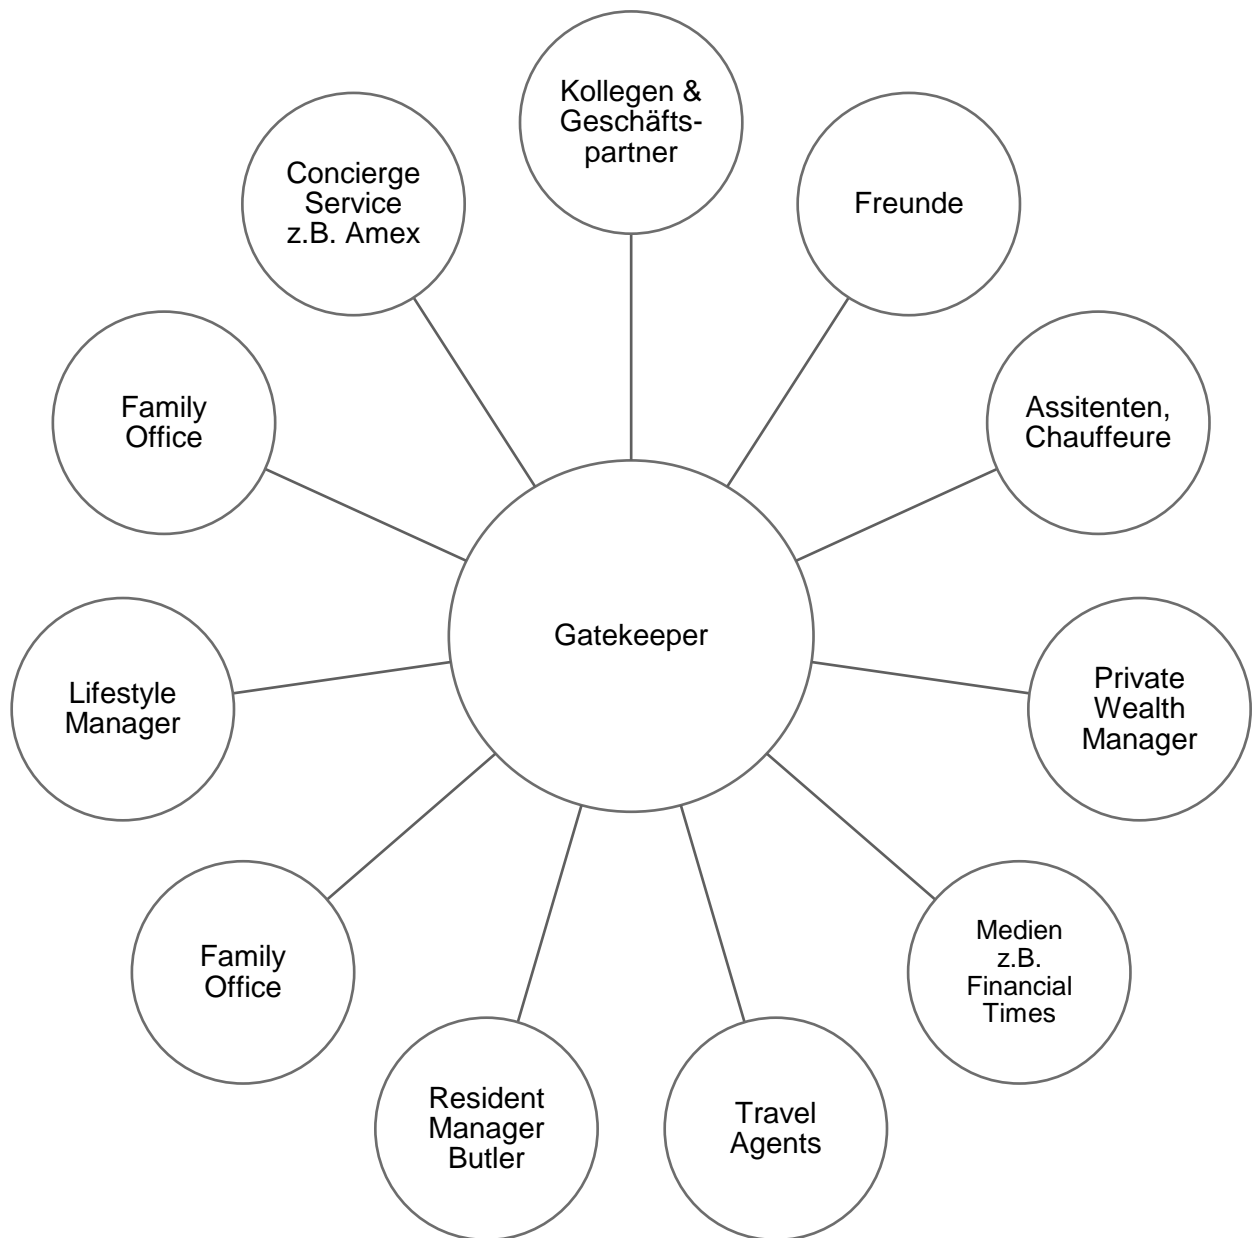 Kollegen &
Geschäfts-
partner
Freunde
Assitenten,
Chauffeure
Private
Wealth
Manager
Medien
z.B.
Financial
Times
Travel
Agents
Resident
Manager
Butler
Family
Office
Lifestyle
Manager
Family
Office
Concierge
Service
z.B. Amex
Gatekeeper